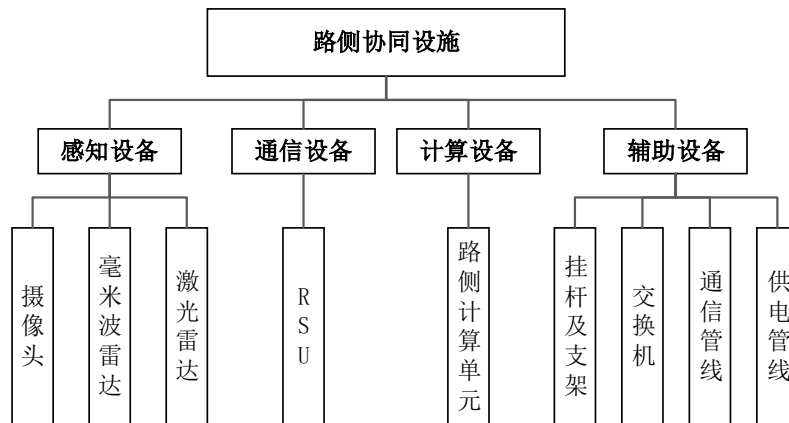 路侧协同设施
感知设备
通信设备
计算设备
辅助设备
摄像头
毫米波雷达
激光雷达
RSU
路侧计算单元
挂杆及支架
交换机
通信管线
供电管线